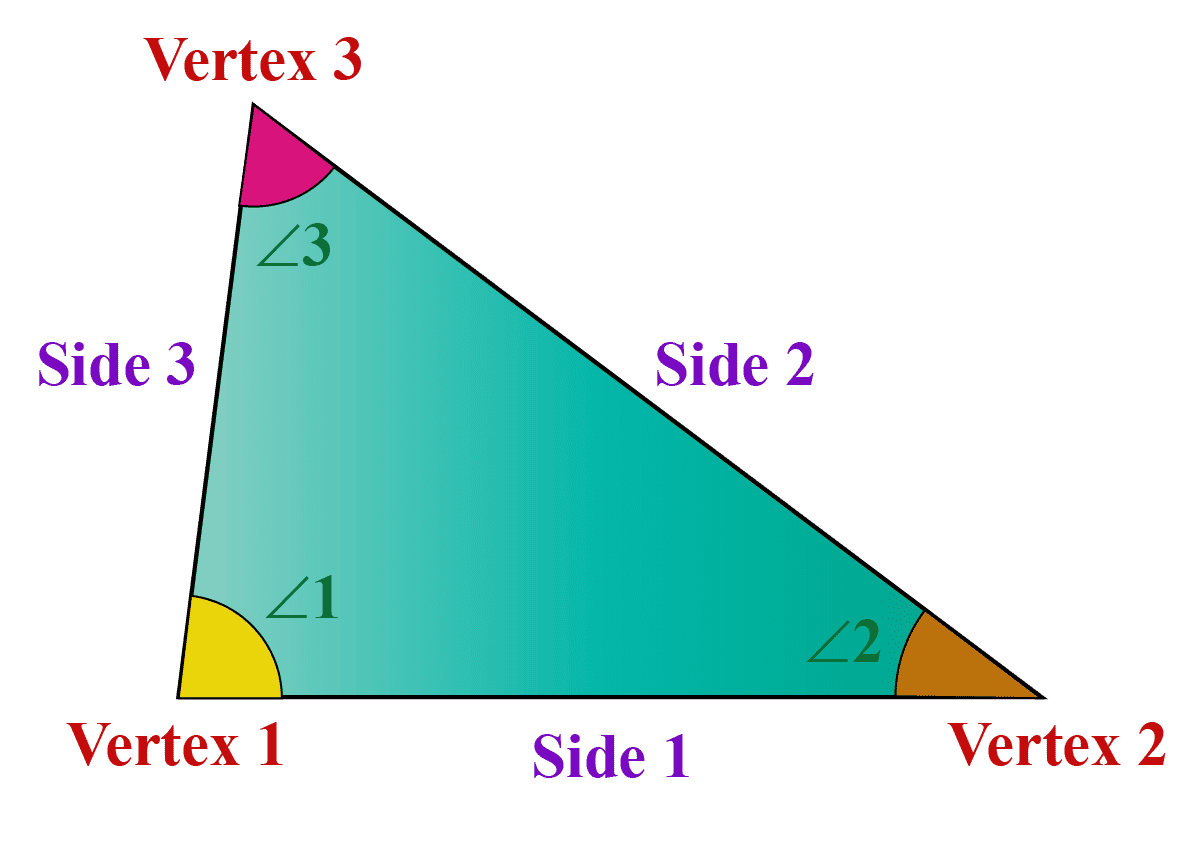 Vertex 3
∠3
Side 3
Side 2
∠1
∠2
Vertex 1
Vertex 2
Side 1